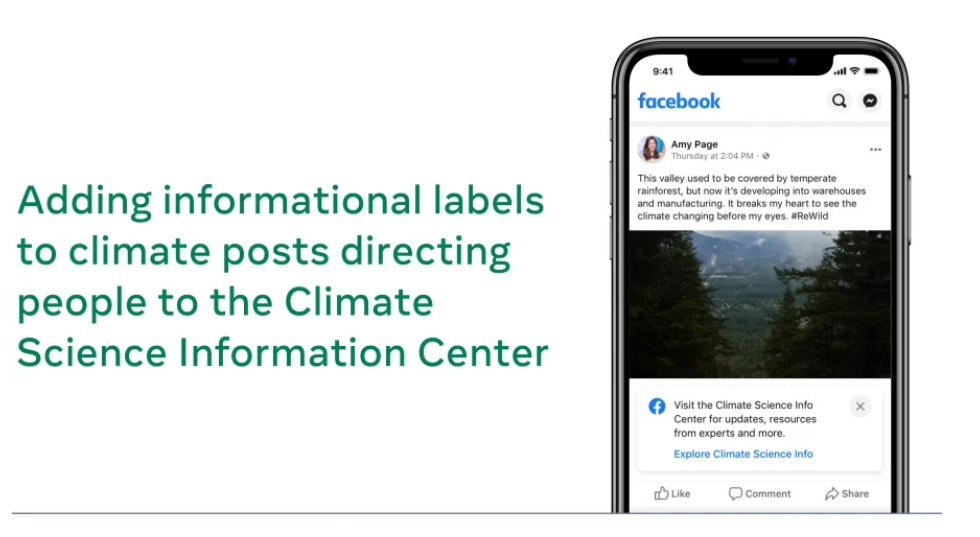 Adding informational labels
to climate posts directing
people to the Climate
Science Information Center
9:41
facebook
Amy Page
Thursday at 2:04 PM ·
This valley used to be covered by temperate
rainforest, but now it's developing into warehouses
and manufacturing. It breaks my heart to see the
climate changing before my eyes. #ReWild
Visit the Climate Science Info
Center for updates, resources
from experts and more.
Explore Climate Science Info
Like Comment Share